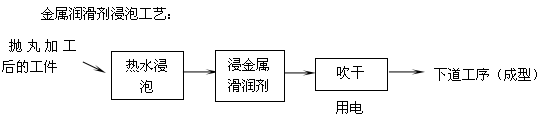 金属润滑剂浸泡工艺：
抛丸加工
后的工件
热水浸
泡
浸金属
滑润剂
吹干
下道工序（成型）
用电